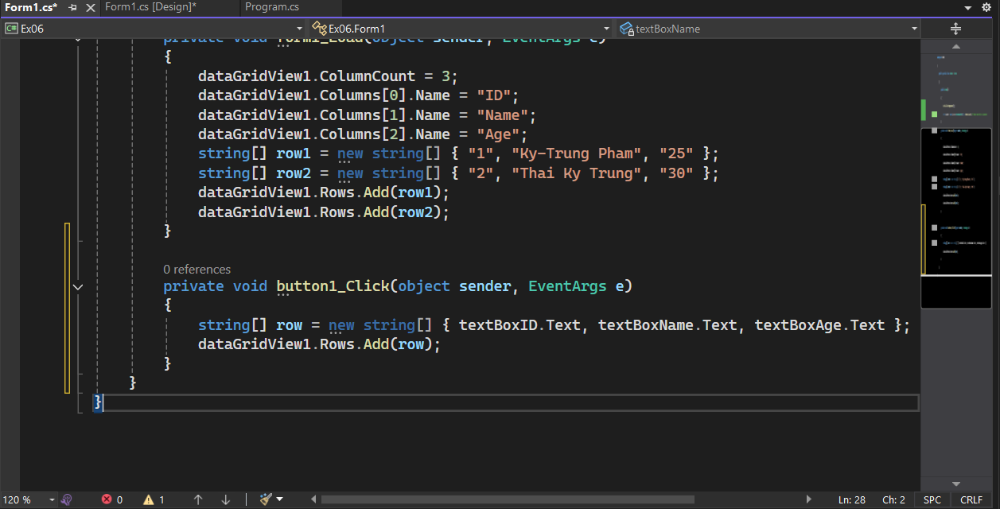 Form1.cs*
Form1.cs [Design]*
Program.cs
C# Ex06
Ex06.Form1
textBoxName
private void Form1_Load(object sender, EventArgs e)
{
dataGridView1.ColumnCount = 3;
dataGridView1.Columns[0].Name = "ID";
dataGridView1.Columns[1].Name = "Name";
dataGridView1.Columns[2].Name = "Age";
string[] row1 = new string[] { "1", "Ky-Trung Pham", "25" };
string[] row2 = new string[] { "2", "Thai Ky Trung", "30" };
dataGridView1.Rows.Add(row1);
dataGridView1.Rows.Add(row2);
}
0 references
private void button1_Click(object sender, EventArgs e)
{
string[] row = new string[] { textBoxID.Text, textBoxName.Text, textBoxAge.Text };
dataGridView1.Rows.Add(row);
}
}
}
120 %
0
1
Ln: 28
Ch: 2
SPC
CRLF